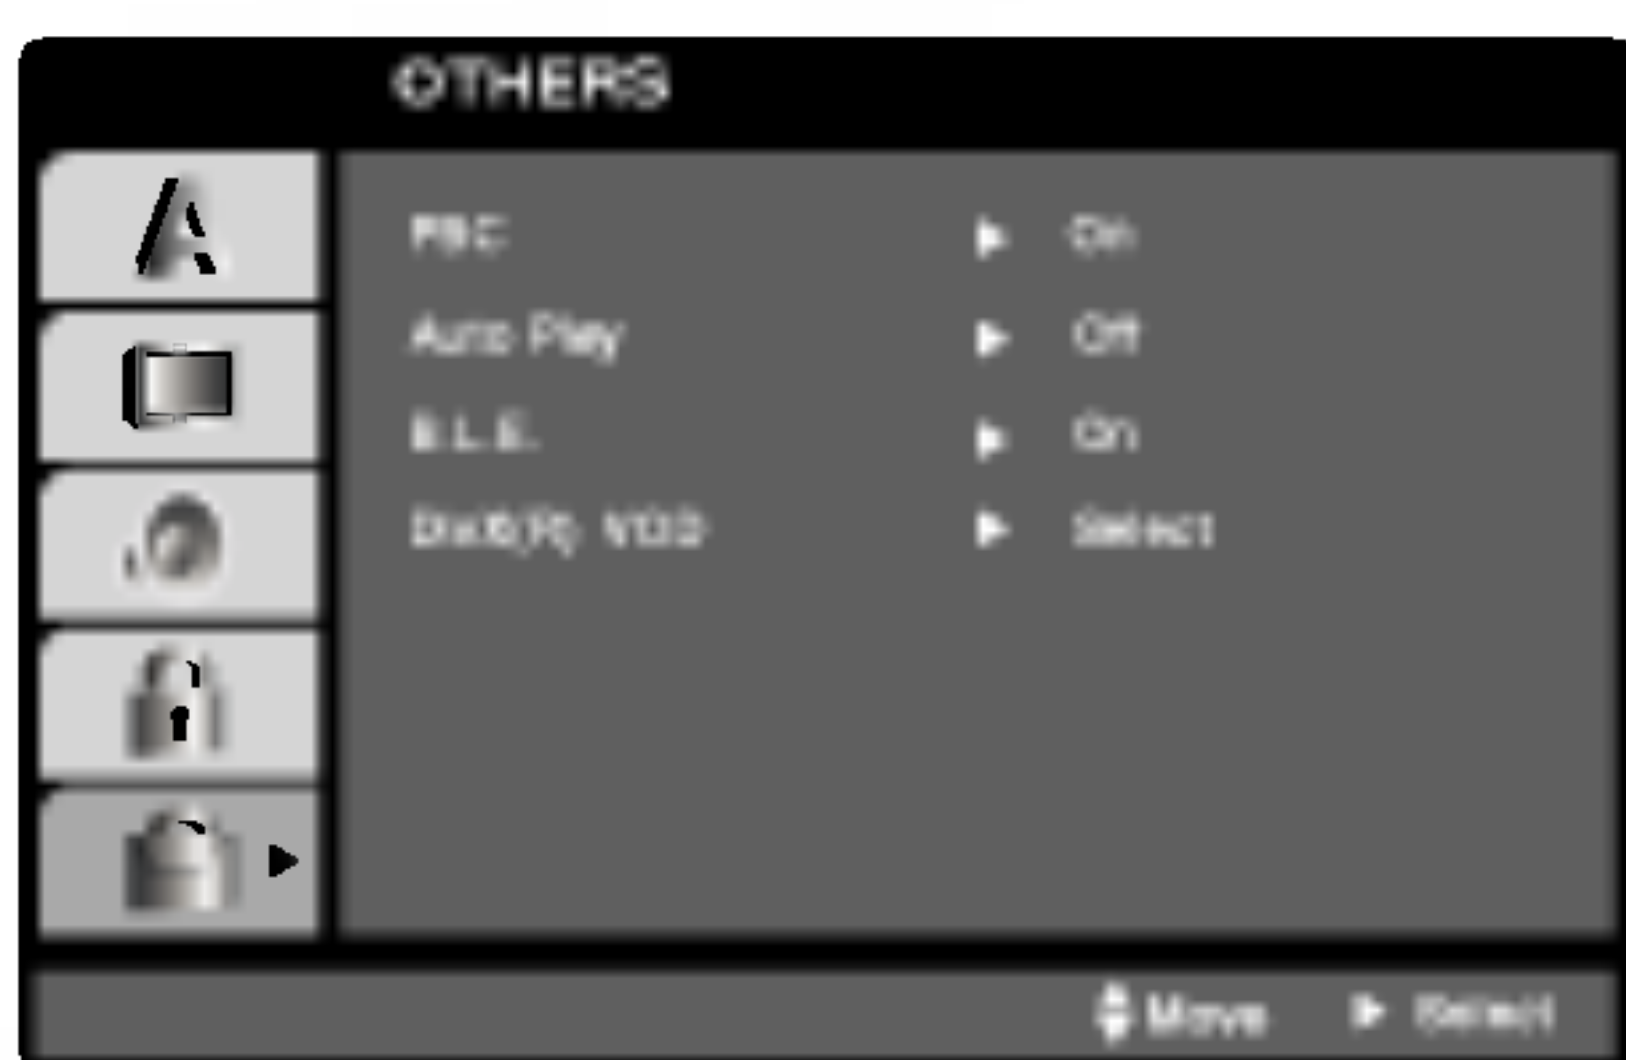 OTHERS
PBC On
Auto Play Off
B.L.E. On
DivX(R) VOD Select
Move Select